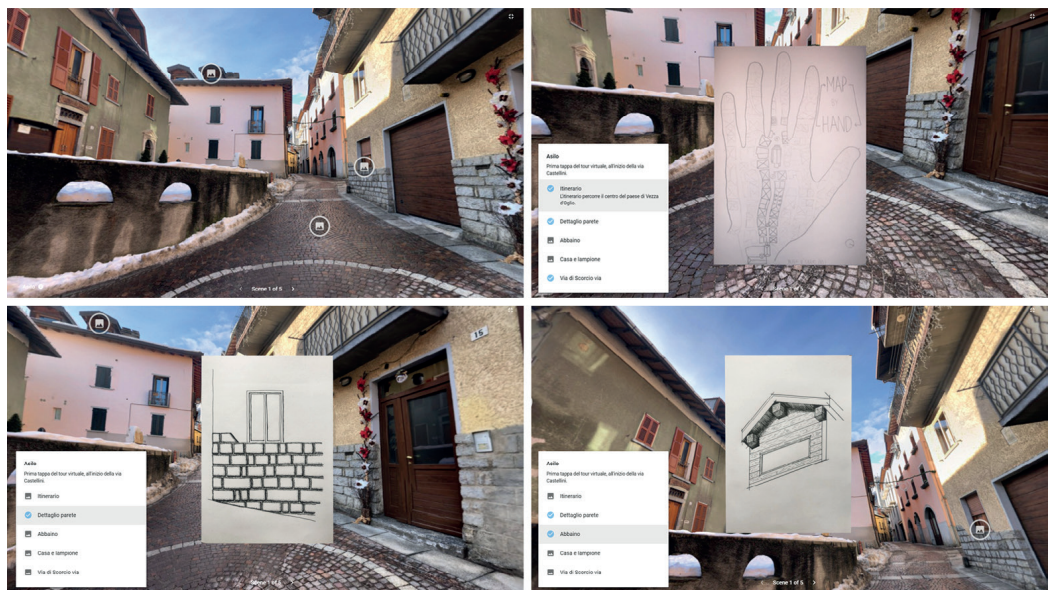 Scene 1 of 5
MAP
HAND
Asilo
Prima tappa del tour virtuale, all'inizio della via
Castellini.
Itinerario
L'itinerario percorre il centro del paese di Vezza
d'Oglio.
Dettaglio parete
Abbaino
Casa e lampione
Via di Scorcio via
15
Asilo
Prima tappa del tour virtuale, all'inizio della via
Castellini.
Itinerario
Dettaglio parete
Abbaino
Casa e lampione
Via di Scorcio via
Scene 1 of 5
Asilo
Prima tappa del tour virtuale, all'inizio della via
Castellini.
Itinerario
Dettaglio parete
Abbaino
Casa e lampione
Via di Scorcio via
Scene 1 of 5